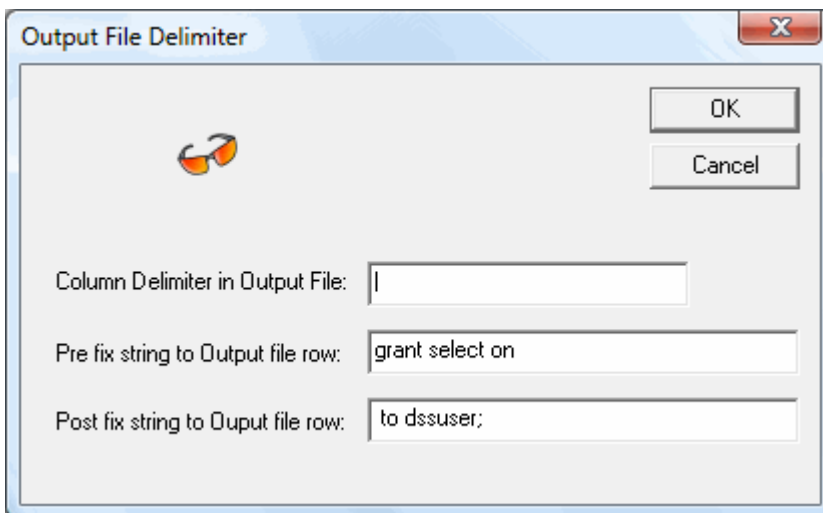 Output File Delimiter
OK
Cancel
Column Delimiter in Output File: |
Pre fix string to Output file row: grant select on
Post fix string to Ouput file row: to dssuser;